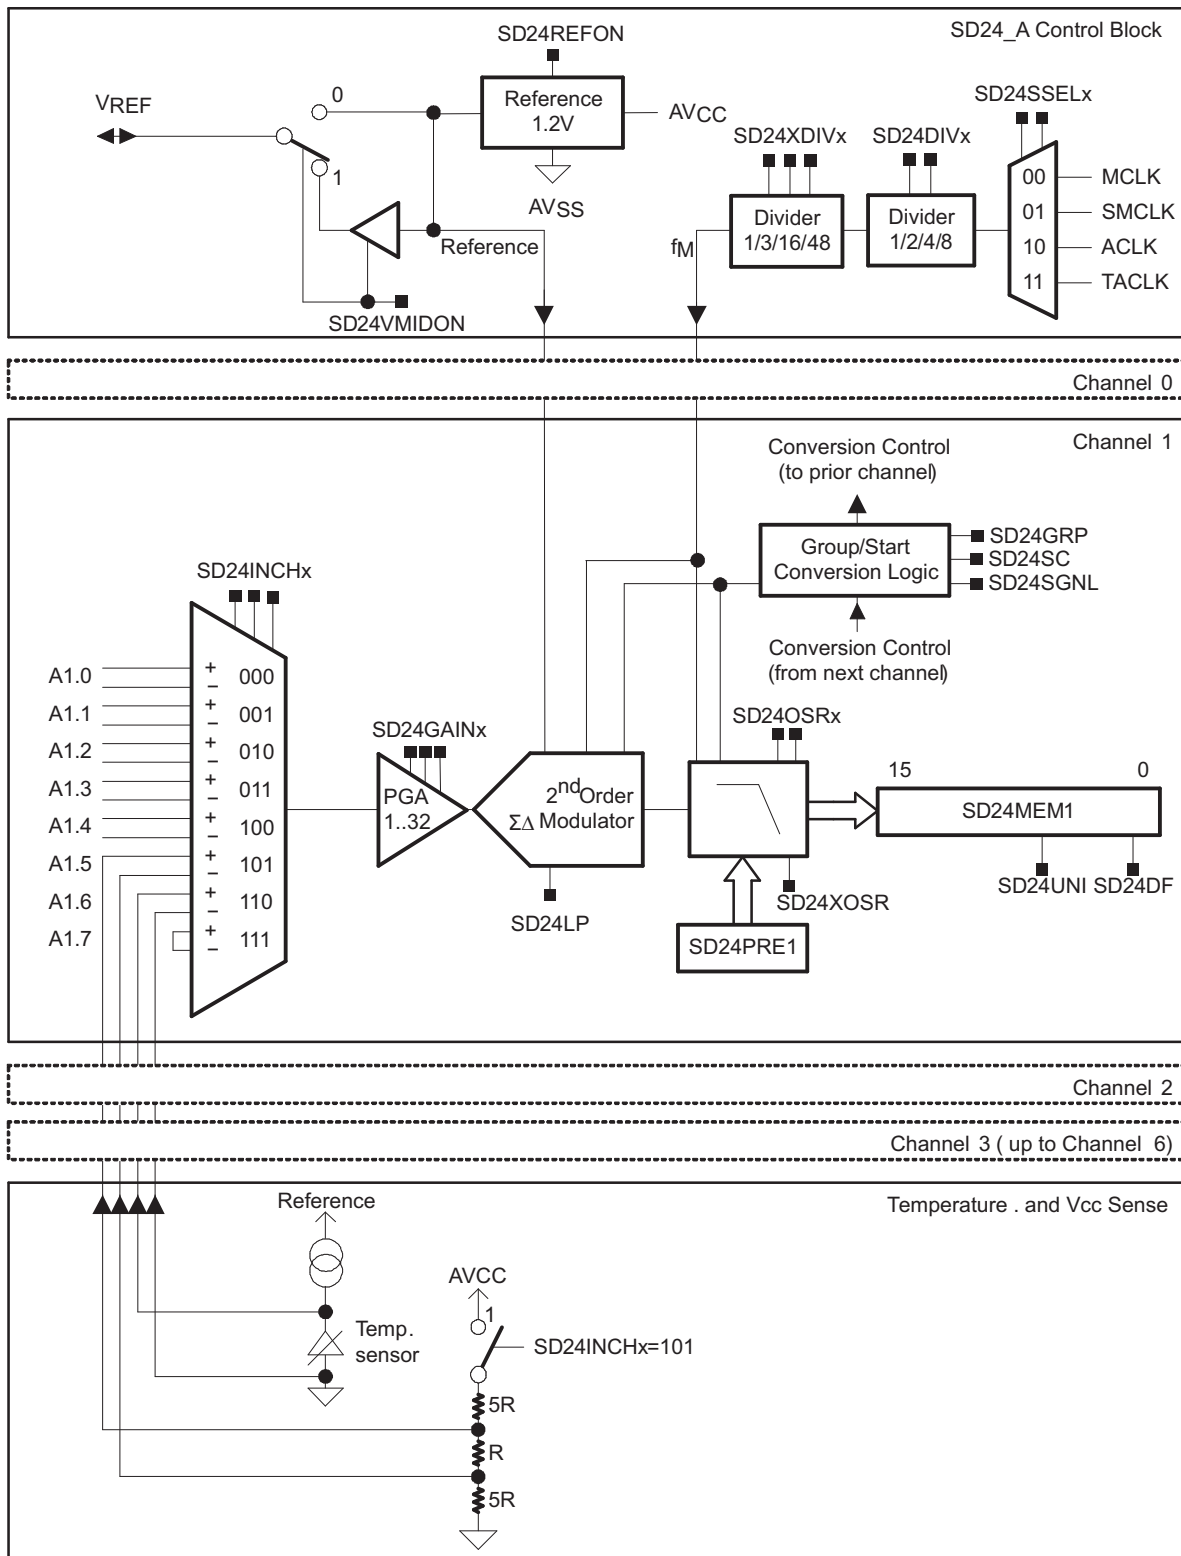 SD24_A Control Block
SD24REFON
VREF
0
1
Reference
1.2V
AVCC
AVSS
Reference
SD24VMIDON
SD24SSELx
SD24XDIVx
SD24DIVx
fM
Divider
1/3/16/48
Divider
1/2/4/8
00
01
10
11
MCLK
SMCLK
ACLK
TACLK
Channel 0
Channel 1
Conversion Control
(to prior channel)
Group/Start
Conversion Logic
SD24GRP
SD24SC
SD24SGNL
Conversion Control
(from next channel)
SD24INCHx
A1.0 + − 000
A1.1 + − 001
A1.2 + − 010
A1.3 + − 011
A1.4 + − 100
A1.5 + − 101
A1.6 + − 110
A1.7 + − 111
SD24GAINx
PGA
1..32
2nd Order
ΣΔ Modulator
SD24LP
SD24OSRx
SD24XOSR
SD24PRE1
15 0
SD24MEM1
SD24UNI SD24DF
Channel 2
Channel 3 ( up to Channel 6)
Temperature . and Vcc Sense
Reference
Temp.
sensor
AVCC
1
SD24INCHx=101
5R
R
5R